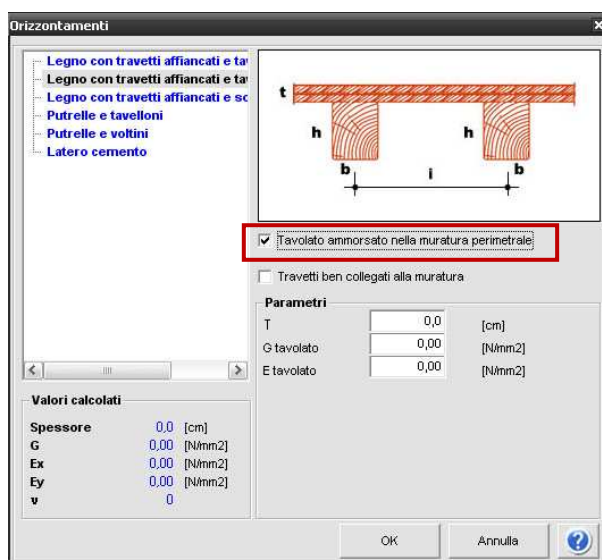 Orizzontamenti
Legno con travetti affiancati e ta
Legno con travetti affiancati e ta
Legno con travetti affiancati e sc
Putrelle e tavelloni
Putrelle e voltini
Latero cemento
t
h h
b i b
Tavolato ammorsato nella muratura perimetrale
Travetti ben collegati alla muratura
Parametri
T 0,0 [cm]
G tavolato 0,00 [N/mm2]
E tavolato 0,00 [N/mm2]
Valori calcolati
Spessore 0,0 [cm]
G 0,00 [N/mm2]
Ex 0,00 [N/mm2]
Ey 0,00 [N/mm2]
ν 0
OK Annulla ?